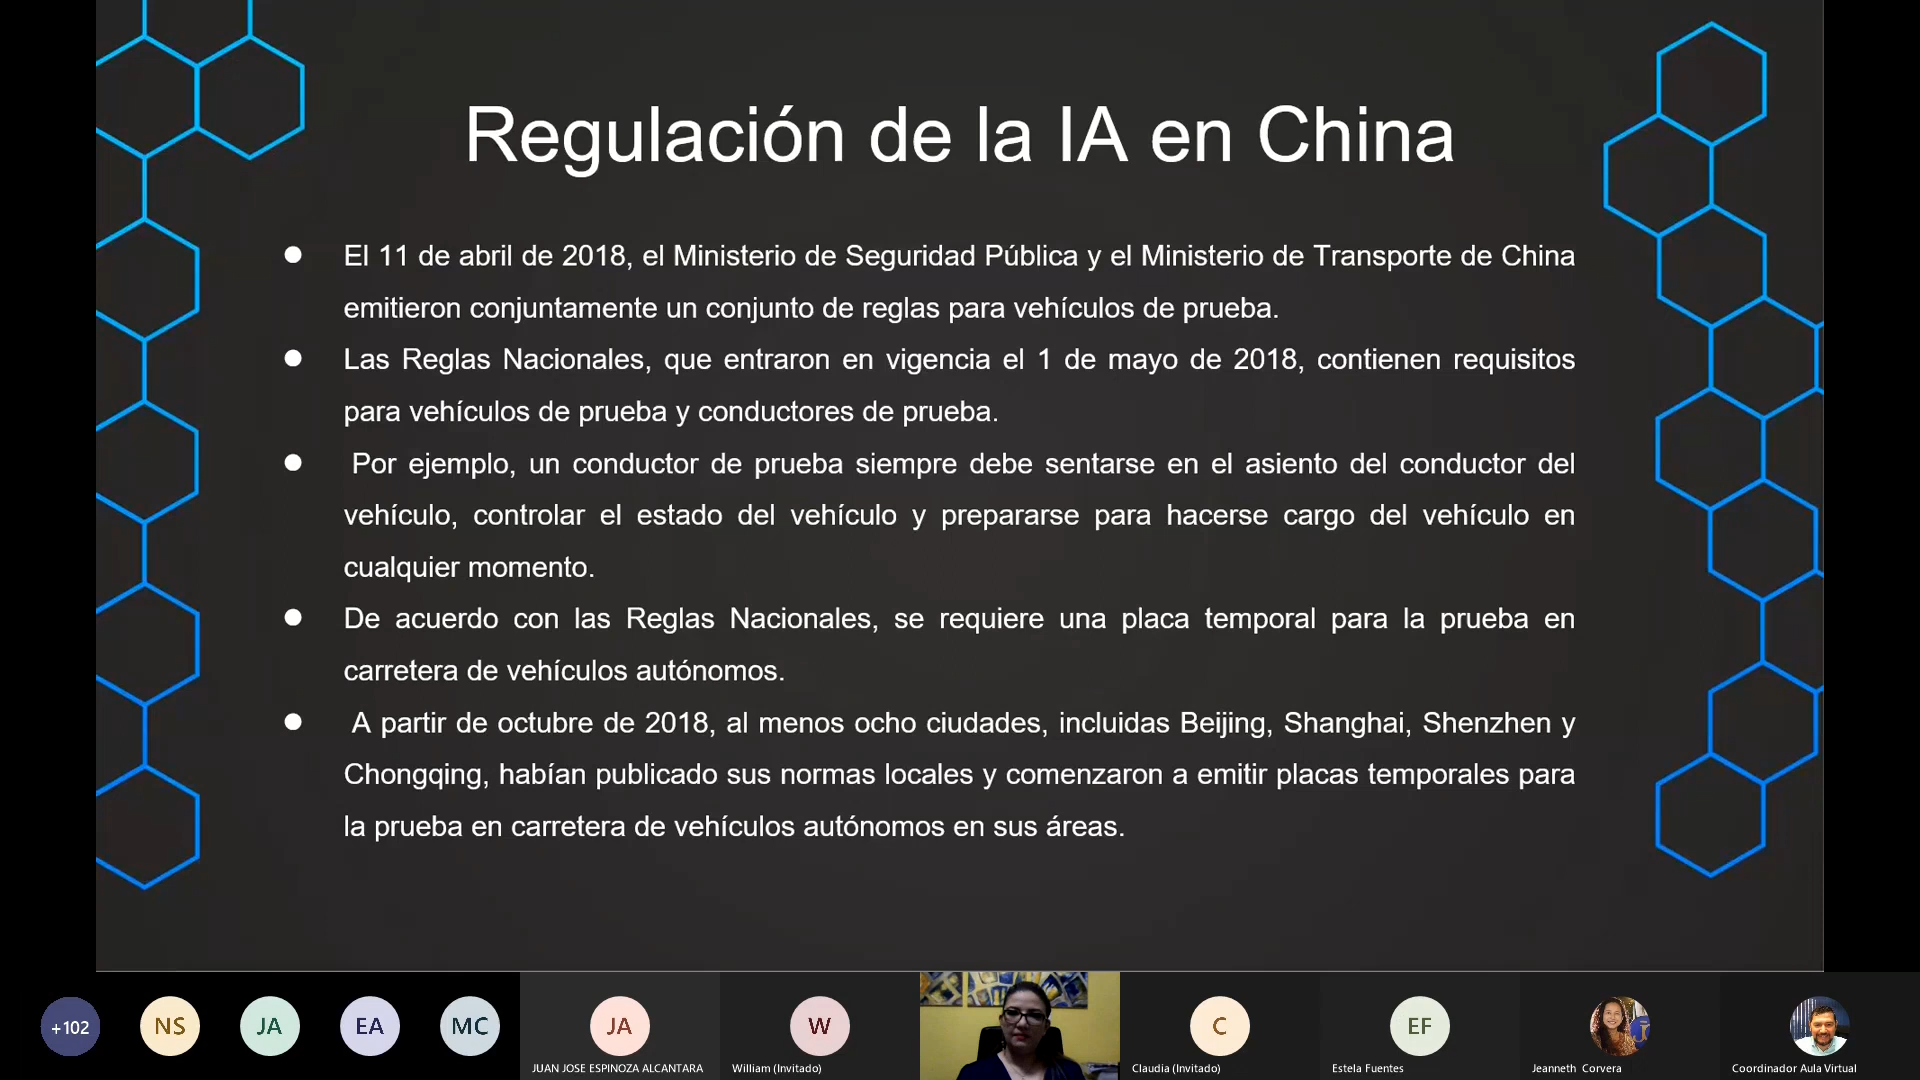 Regulación de la IA en China
● El 11 de abril de 2018, el Ministerio de Seguridad Pública y el Ministerio de Transporte de China
emitieron conjuntamente un conjunto de reglas para vehículos de prueba.
● Las Reglas Nacionales, que entraron en vigencia el 1 de mayo de 2018, contienen requisitos
para vehículos de prueba y conductores de prueba.
● Por ejemplo, un conductor de prueba siempre debe sentarse en el asiento del conductor del
vehículo, controlar el estado del vehículo y prepararse para hacerse cargo del vehículo en
cualquier momento.
● De acuerdo con las Reglas Nacionales, se requiere una placa temporal para la prueba en
carretera de vehículos autónomos.
● A partir de octubre de 2018, al menos ocho ciudades, incluidas Beijing, Shanghai, Shenzhen y
Chongqing, habían publicado sus normas locales y comenzaron a emitir placas temporales para
la prueba en carretera de vehículos autónomos en sus áreas.
+102 NS JA EA MC JA W C EF
JUAN JOSE ESPINOZA ALCANTARA William (Invitado) Claudia (Invitado) Estela Fuentes Jeanneth Corvera Coordinador Aula Virtual